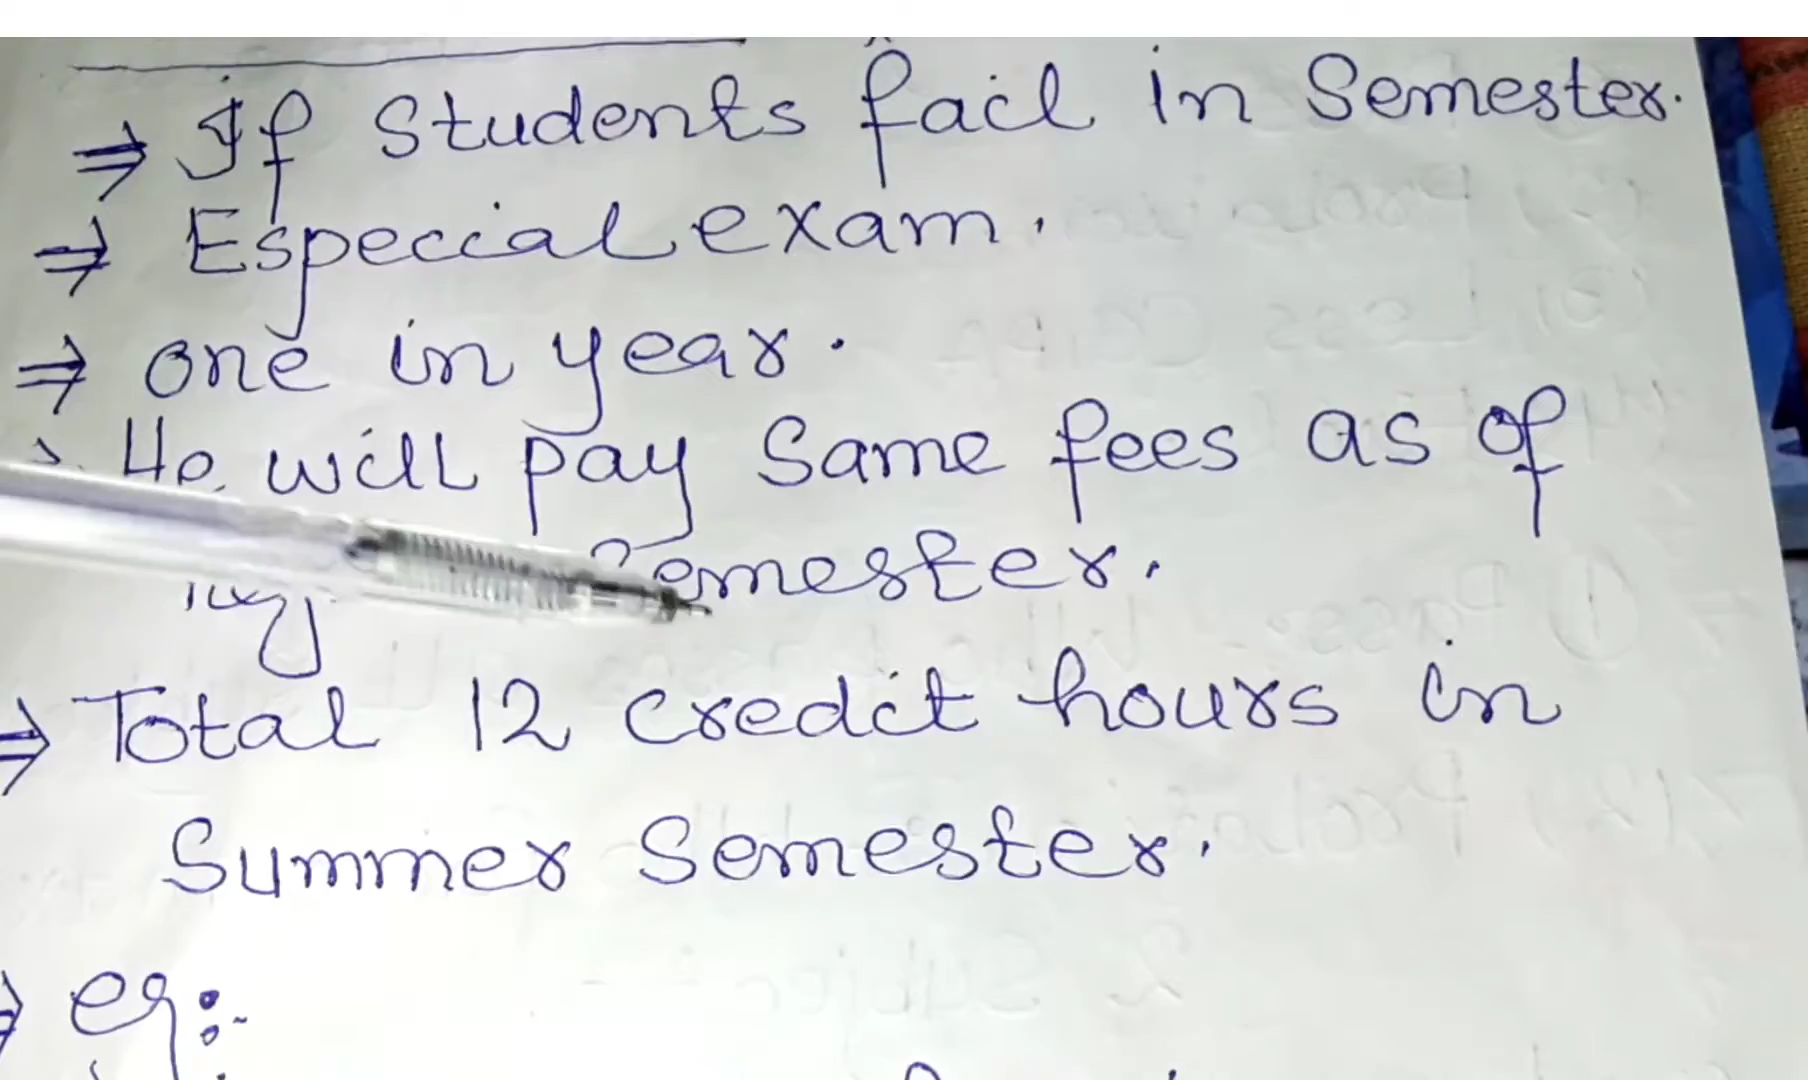 ⇒ If Students fail in Semester.
⇒ Especial exam.
⇒ one in year.
He will pay Same fees as of
Semester.
⇒ Total 12 credit hours in
Summer Semester.
⇒ eg:-